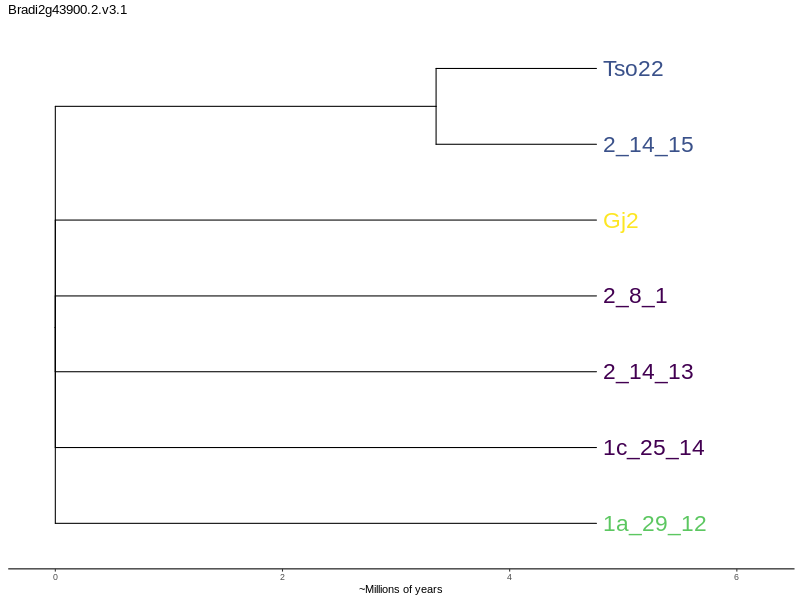 Bradi2g43900.2.v3.1
Tso22
2_14_15
Gj2
2_8_1
2_14_13
1c_25_14
1a_29_12
0 2 4 6
~Millions of years